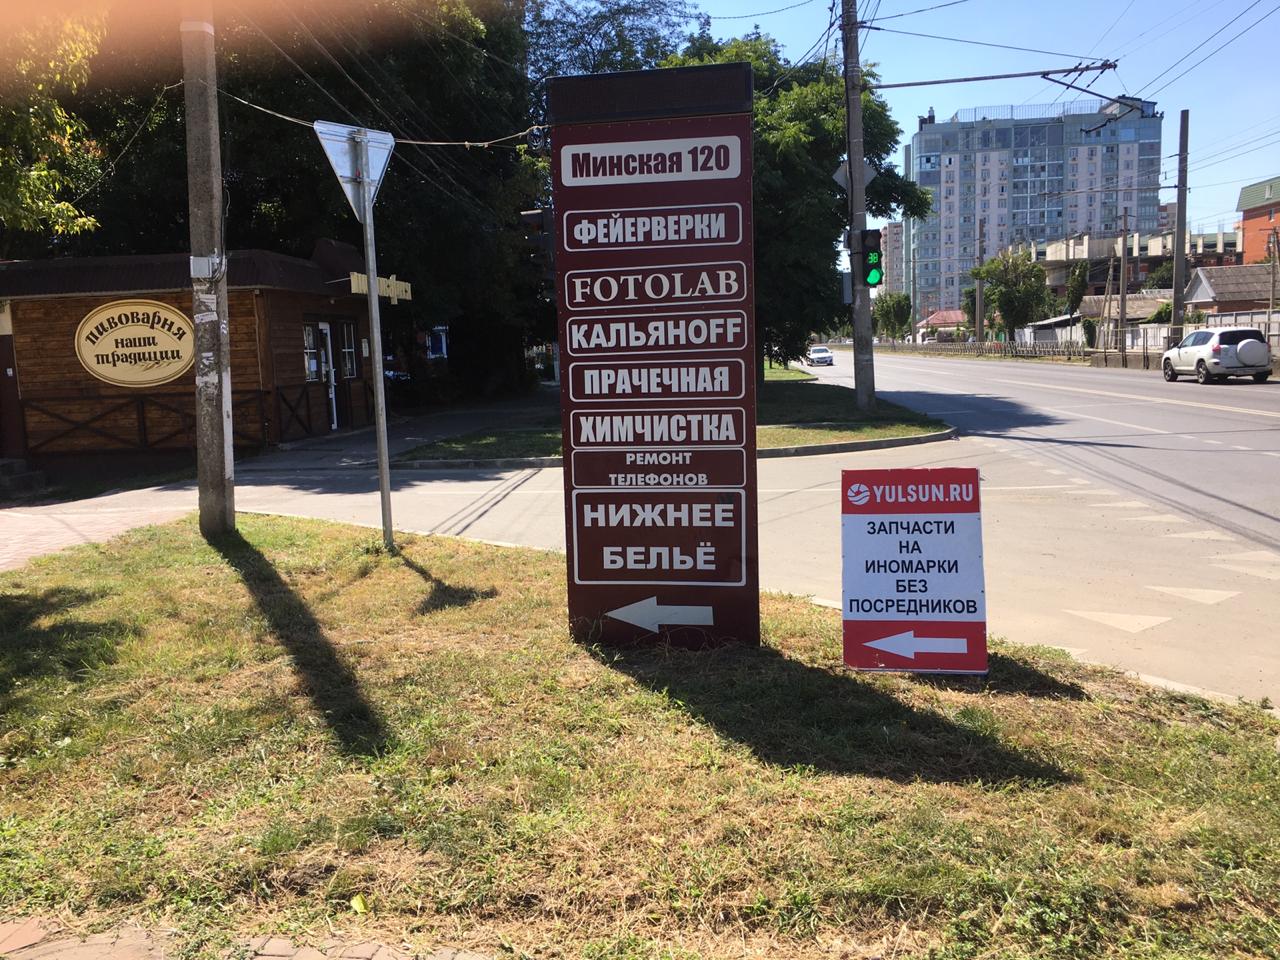 Минская 120
ФЕЙЕРВЕРКИ
FOTOLAB
КАЛЬЯНOFF
ПРАЧЕЧНАЯ
ХИМЧИСТКА
РЕМОНТ
ТЕЛЕФОНОВ
НИЖНЕЕ
БЕЛЬЁ
Пивоварня
наши
традиции
YULSUN.RU
ЗАПЧАСТИ
НА
ИНОМАРКИ
БЕЗ
ПОСРЕДНИКОВ
38